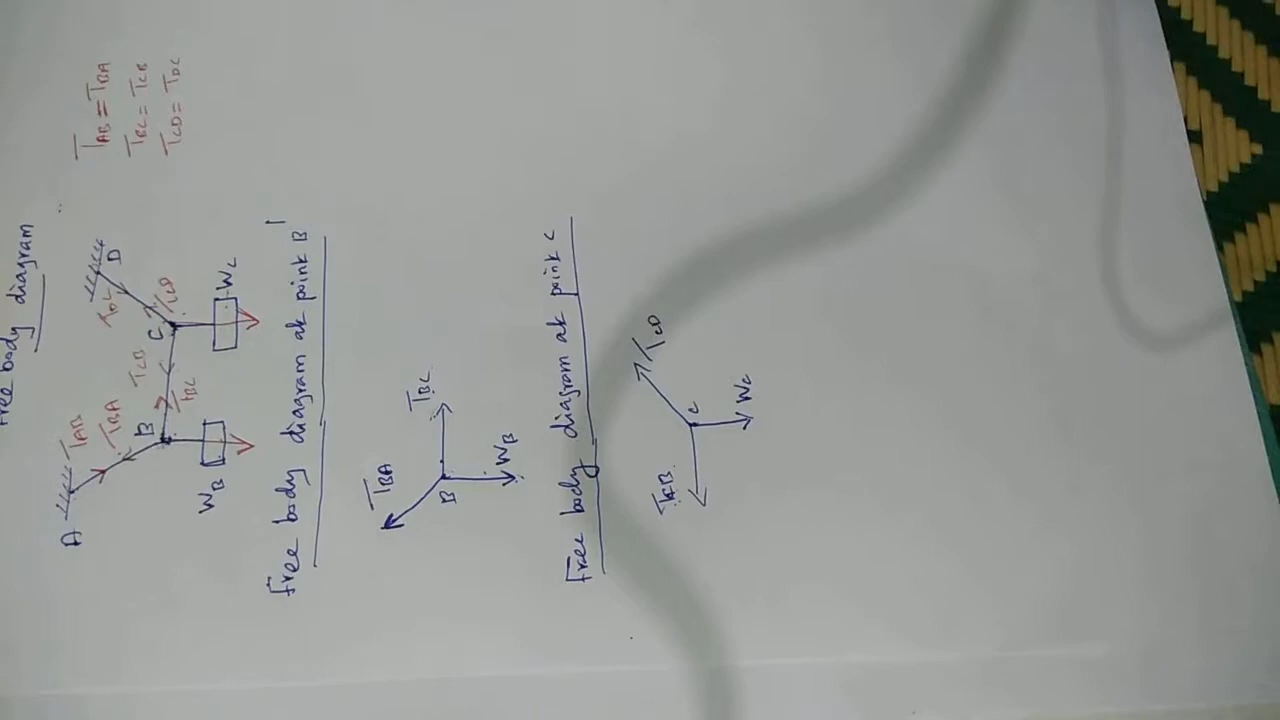 Free body diagram
A
T_AB
T_BA
B
T_BC
T_CB
C
T_CD
T_DC
D
W_B
W_C
T_AB = T_BA
T_BC = T_CB
T_CD = T_DC
free body diagram at point B
T_BA
T_BC
B
W_B
free body diagram at point C
T_CB
T_CD
C
W_C